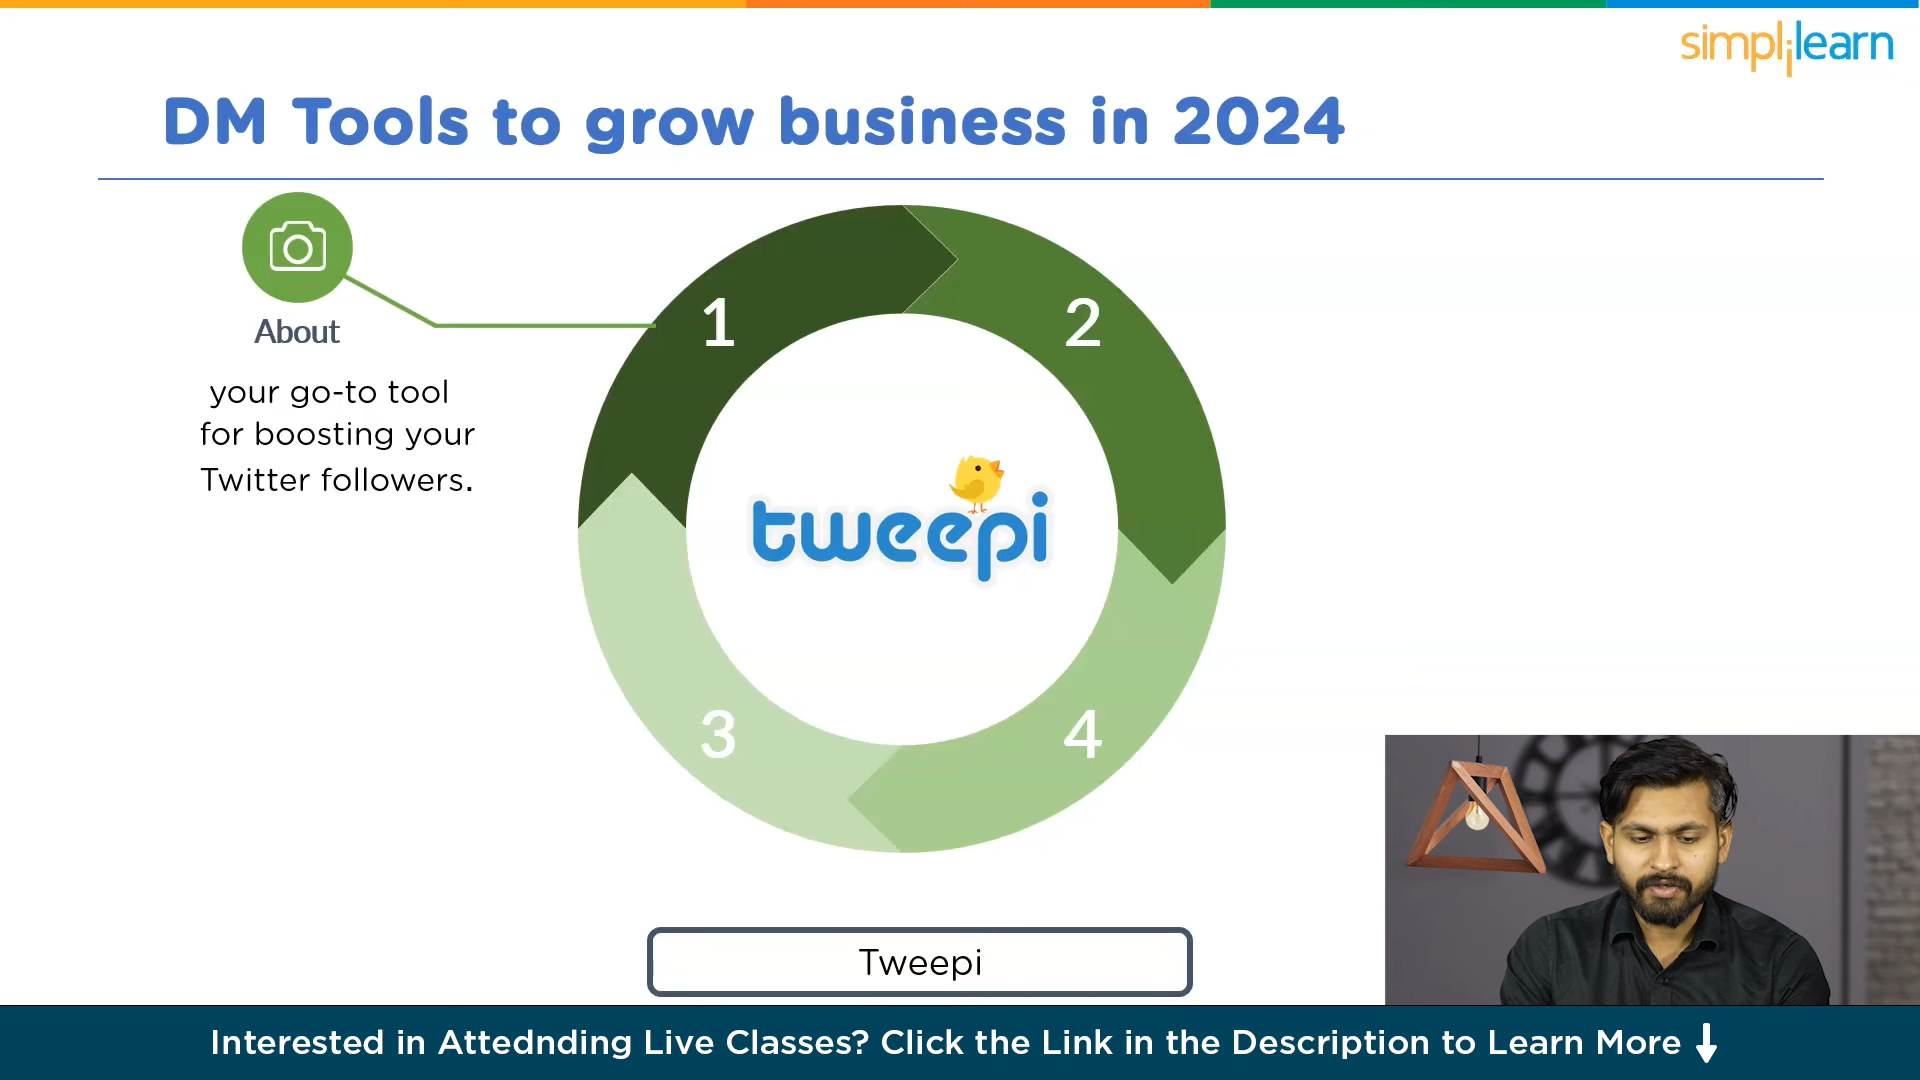 simplilearn
DM Tools to grow business in 2024
About
your go-to tool
for boosting your
Twitter followers.
1
2
tweepi
3
4
Tweepi
Interested in Attednding Live Classes? Click the Link in the Description to Learn More